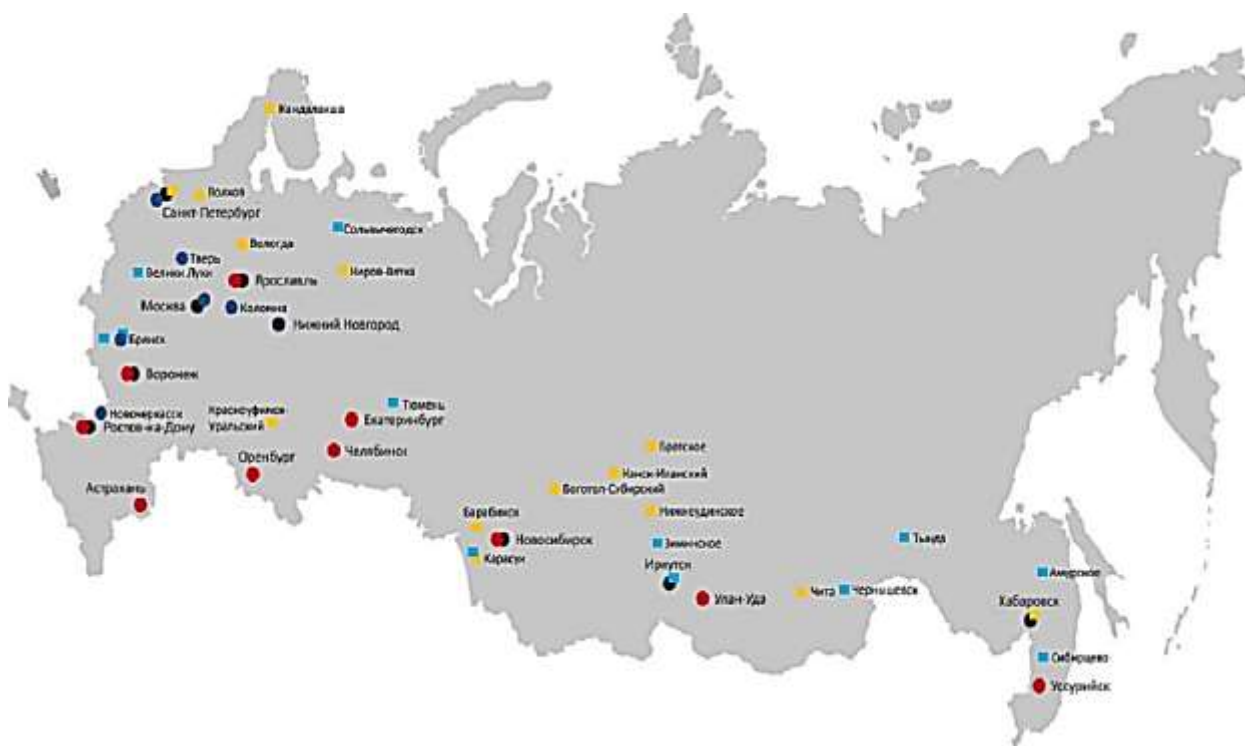 Кандалакша
Волхов
Санкт-Петербург
Сольвычегодск
Вологда
Тверь
Киров-Вятка
Велики Луки
Ярославль
Москва
Коломна
Нижний Новгород
Брянск
Воронеж
Тюмень
Новочеркасск
Красноуфимск-
Уральский
Екатеринбург
Ростов-на-Дону
Братское
Челябинск
Оренбург
Канск-Иланский
Боготол-Сибирский
Астрахань
Барабинск
Нижнеудинское
Новосибирск
Зиминское
Тында
Карасук
Иркутск
Амурское
Улан-Удэ
Чита
Чернышевск
Хабаровск
Сибирцево
Уссурийск